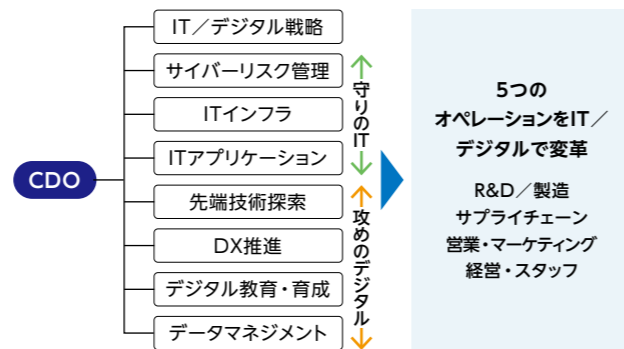 CDO
IT／デジタル戦略
サイバーリスク管理
ITインフラ
ITアプリケーション
先端技術探索
DX推進
デジタル教育・育成
データマネジメント
守りのIT
攻めのデジタル
5つの
オペレーションをIT／
デジタルで変革
R&D／製造
サプライチェーン
営業・マーケティング
経営・スタッフ